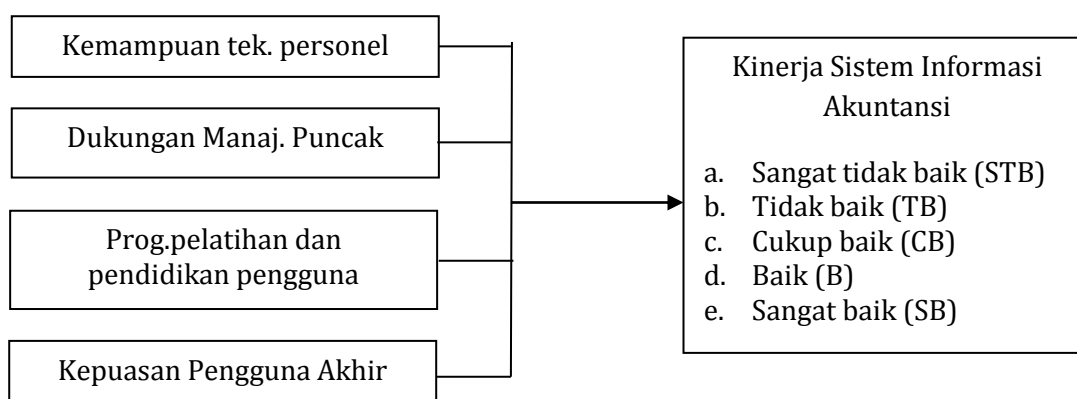 Kemampuan tek. personel
Dukungan Manaj. Puncak
Prog.pelatihan dan
pendidikan pengguna
Kepuasan Pengguna Akhir
Kinerja Sistem Informasi
Akuntansi
a. Sangat tidak baik (STB)
b. Tidak baik (TB)
c. Cukup baik (CB)
d. Baik (B)
e. Sangat baik (SB)